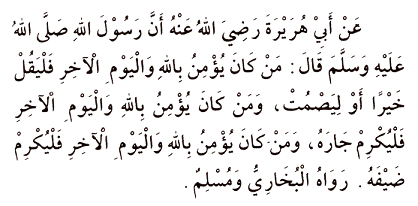 عَنْ أَبِيْ هُرَيْرَةَ رَضِيَ اللهُ عَنْهُ أَنَّ رَسُوْلَ اللهِ صَلَّى اللهُ
عَلَيْهِ وَسَلَّمَ قَالَ : مَنْ كَانَ يُؤْمِنُ بِاللهِ وَالْيَوْمِ الْآخِرِ فَلْيَقُلْ
خَيْرًا أَوْ لِيَصْمُتْ، وَمَنْ كَانَ يُؤْمِنُ بِاللهِ وَالْيَوْمِ الْآخِرِ
فَلْيُكْرِمْ جَارَهُ، وَمَنْ كَانَ يُؤْمِنُ بِاللهِ وَالْيَوْمِ الْآخِرِ فَلْيُكْرِمْ
ضَيْفَهُ . رَوَاهُ الْبُخَارِيُّ وَمُسْلِمٌ .